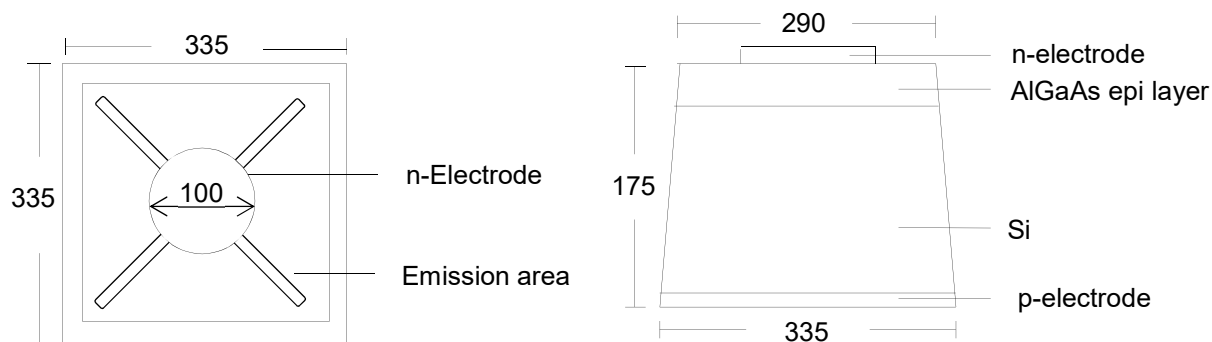 335
335
100
n-Electrode
Emission area
290
n-electrode
AlGaAs epi layer
175
Si
p-electrode
335